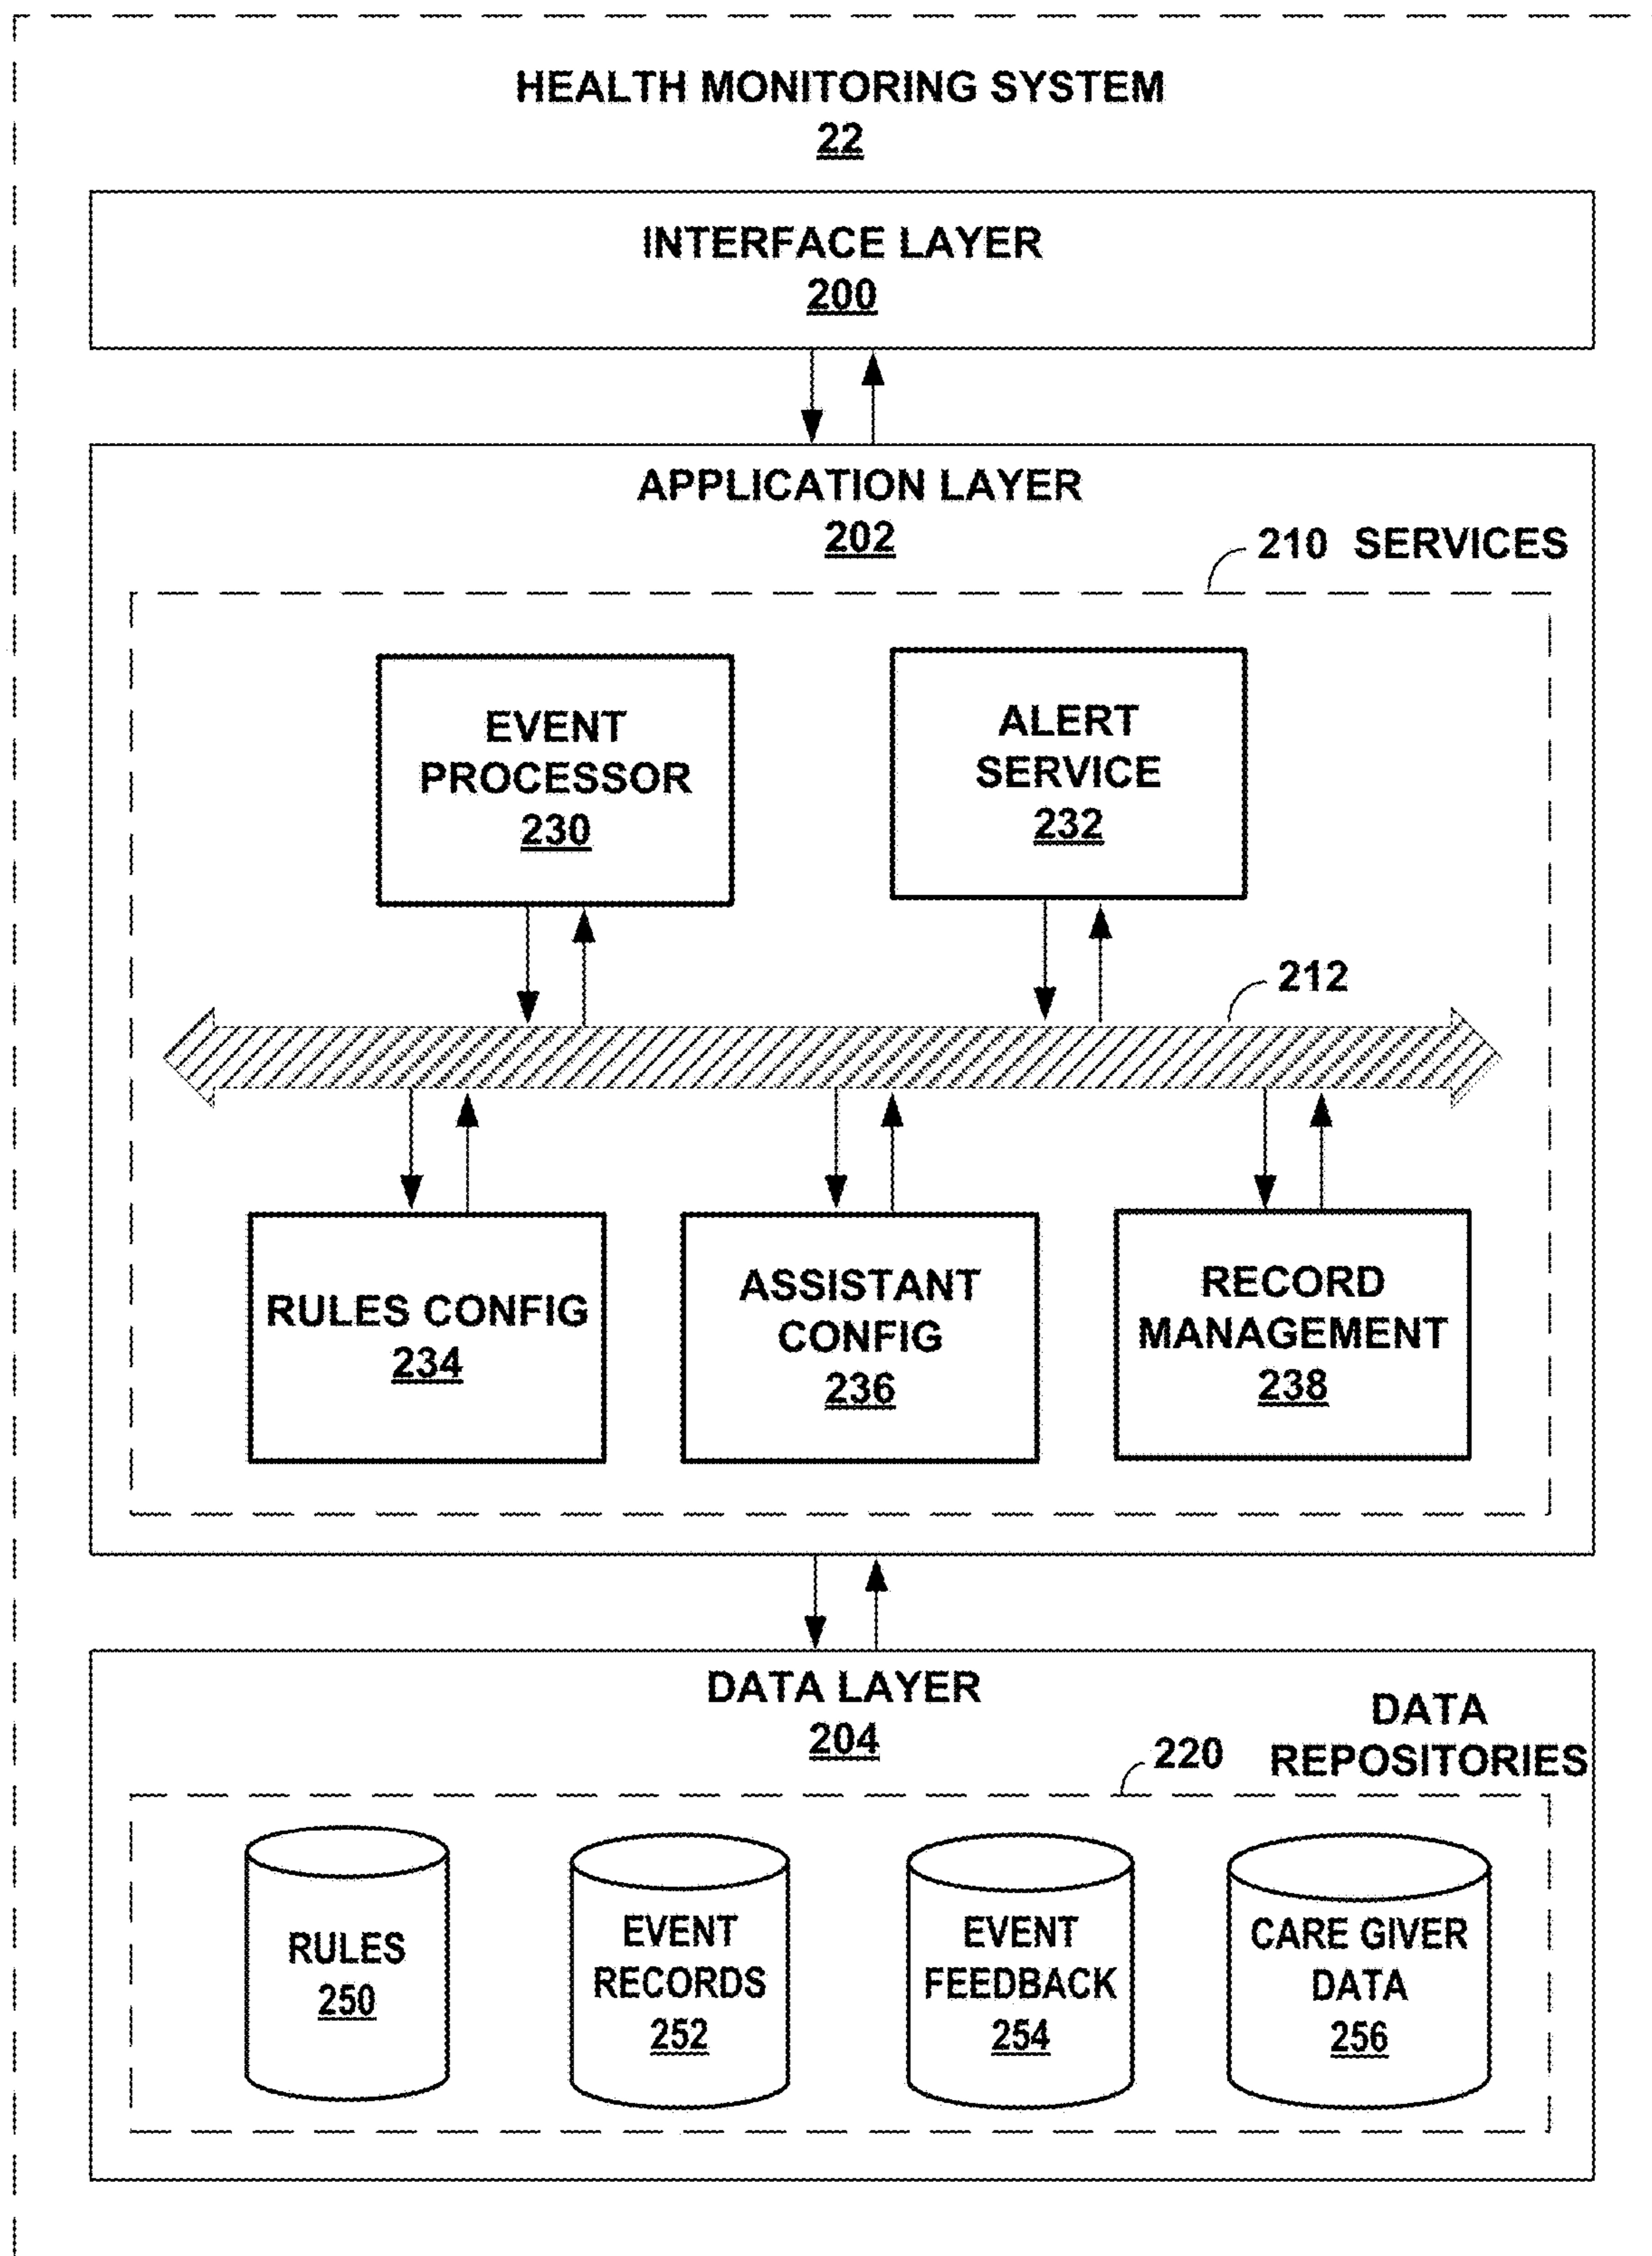 HEALTH MONITORING SYSTEM
22
INTERFACE LAYER
200
APPLICATION LAYER
202
210 SERVICES
EVENT
PROCESSOR
230
ALERT
SERVICE
232
212
RULES CONFIG
234
ASSISTANT
CONFIG
236
RECORD
MANAGEMENT
238
DATA LAYER
204
220
DATA
REPOSITORIES
RULES
250
EVENT
RECORDS
252
EVENT
FEEDBACK
254
CARE GIVER
DATA
256